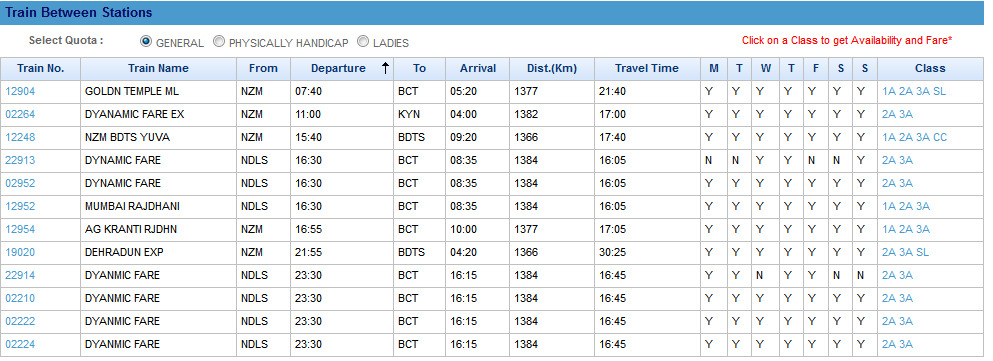 Train Between Stations
Select Quota : GENERAL PHYSICALLY HANDICAP LADIES Click on a Class to get Availability and Fare*
Train No. Train Name From Departure To Arrival Dist.(Km) Travel Time M T W T F S S Class
12904 GOLDN TEMPLE ML NZM 07:40 BCT 05:20 1377 21:40 Y Y Y Y Y Y Y 1A 2A 3A SL
02264 DYANAMIC FARE EX NZM 11:00 KYN 04:00 1382 17:00 Y Y Y Y Y Y Y 2A 3A
12248 NZM BDTS YUVA NZM 15:40 BDTS 09:20 1366 17:40 Y Y Y Y Y Y Y 1A 2A 3A CC
22913 DYNAMIC FARE NDLS 16:30 BCT 08:35 1384 16:05 N N Y Y N N Y 2A 3A
02952 DYNAMIC FARE NDLS 16:30 BCT 08:35 1384 16:05 Y Y Y Y Y Y Y 2A 3A
12952 MUMBAI RAJDHANI NDLS 16:30 BCT 08:35 1384 16:05 Y Y Y Y Y Y Y 1A 2A 3A
12954 AG KRANTI RJDHN NZM 16:55 BCT 10:00 1377 17:05 Y Y Y Y Y Y Y 1A 2A 3A
19020 DEHRADUN EXP NZM 21:55 BDTS 04:20 1366 30:25 Y Y Y Y Y Y Y 2A 3A SL
22914 DYANMIC FARE NDLS 23:30 BCT 16:15 1384 16:45 Y Y N Y Y N N 2A 3A
02210 DYANMIC FARE NDLS 23:30 BCT 16:15 1384 16:45 Y Y Y Y Y Y Y 2A 3A
02222 DYANMIC FARE NDLS 23:30 BCT 16:15 1384 16:45 Y Y Y Y Y Y Y 2A 3A
02224 DYANMIC FARE NDLS 23:30 BCT 16:15 1384 16:45 Y Y Y Y Y Y Y 2A 3A